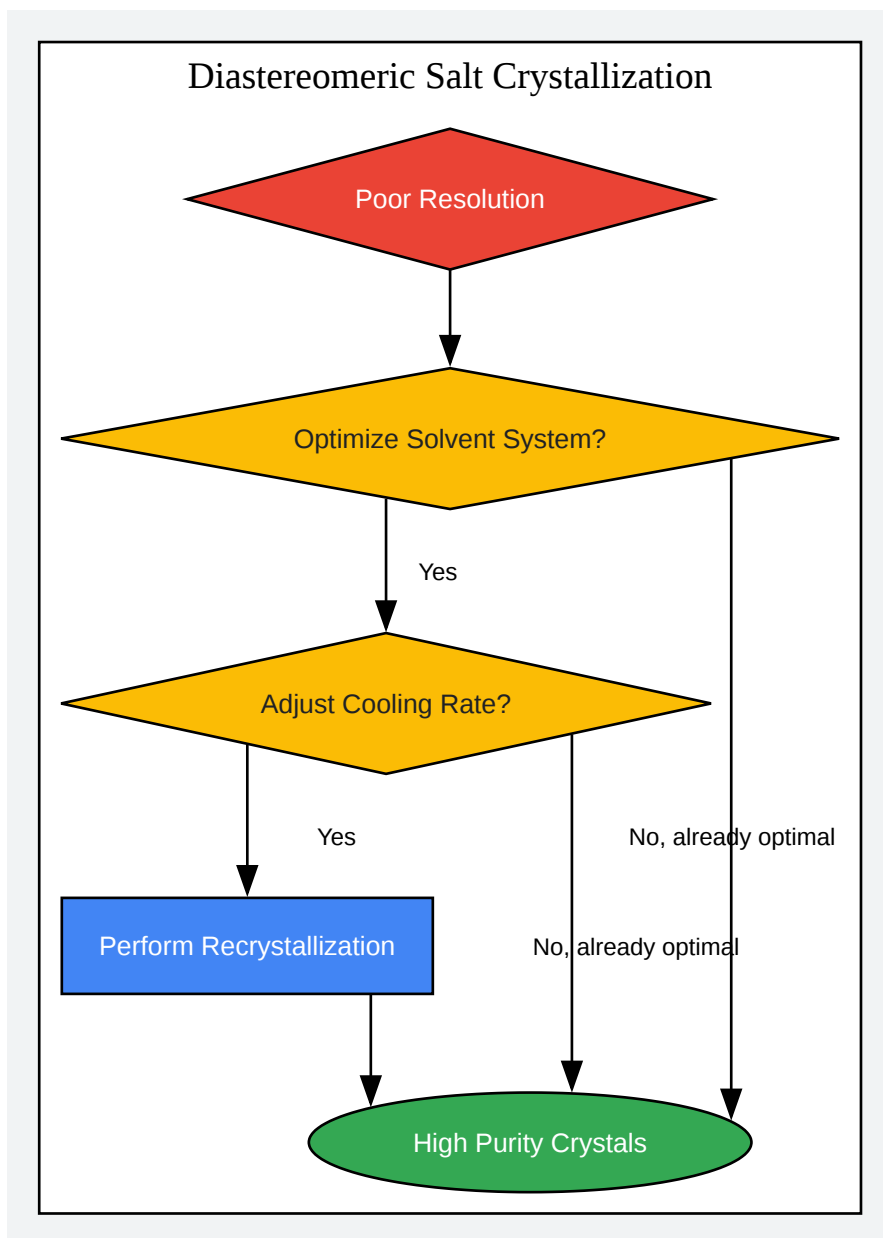 Diastereomeric Salt Crystallization
Poor Resolution
Optimize Solvent System?
Yes
Adjust Cooling Rate?
Yes
No, already optimal
Perform Recrystallization
No, already optimal
High Purity Crystals